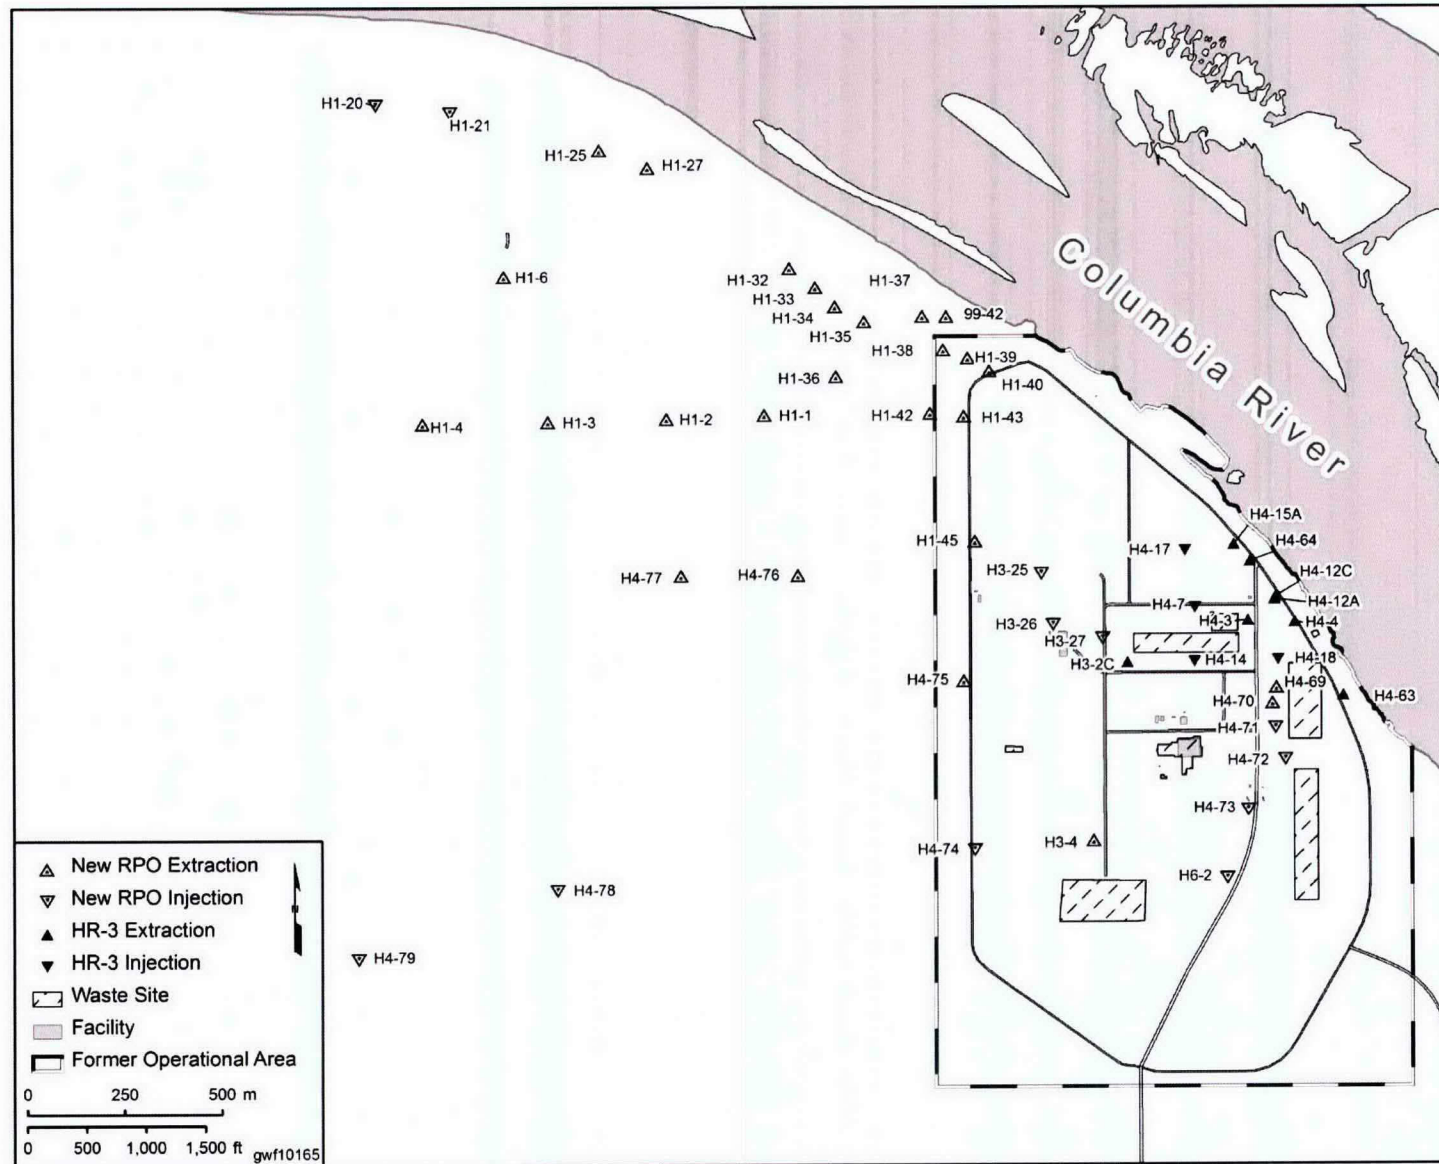 H1-20
H1-21
H1-25
H1-27
H1-6
H1-32
H1-37
H1-33
H1-34
99-42
H1-35
H1-38
H1-39
H1-36
H1-40
H1-4
H1-3
H1-2
H1-1
H1-42
H1-43
Columbia River
H4-15A
H1-45
H4-17
H4-64
H4-77
H4-76
H3-25
H4-12C
H4-7
H4-12A
H3-26
H4-3
H4-4
H3-27
H3-2C
H4-14
H4-18
H4-75
H4-69
H4-70
H4-63
H4-71
H4-72
H4-73
H4-74
H3-4
H6-2
H4-78
H4-79
New RPO Extraction
New RPO Injection
HR-3 Extraction
HR-3 Injection
Waste Site
Facility
Former Operational Area
0 250 500 m
0 500 1,000 1,500 ft
gwf10165